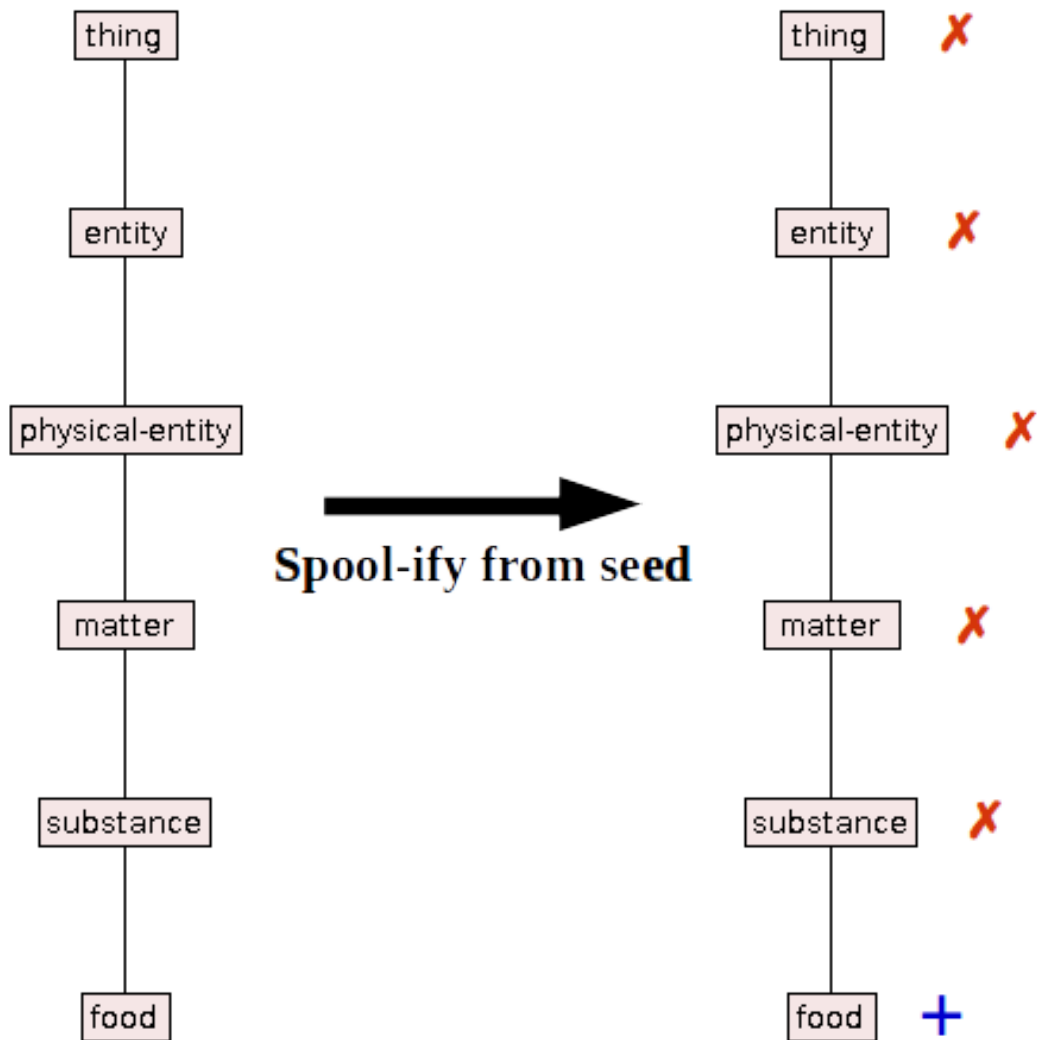 thing
entity
physical-entity
matter
substance
food
Spool-ify from seed
thing ✗
entity ✗
physical-entity ✗
matter ✗
substance ✗
food +